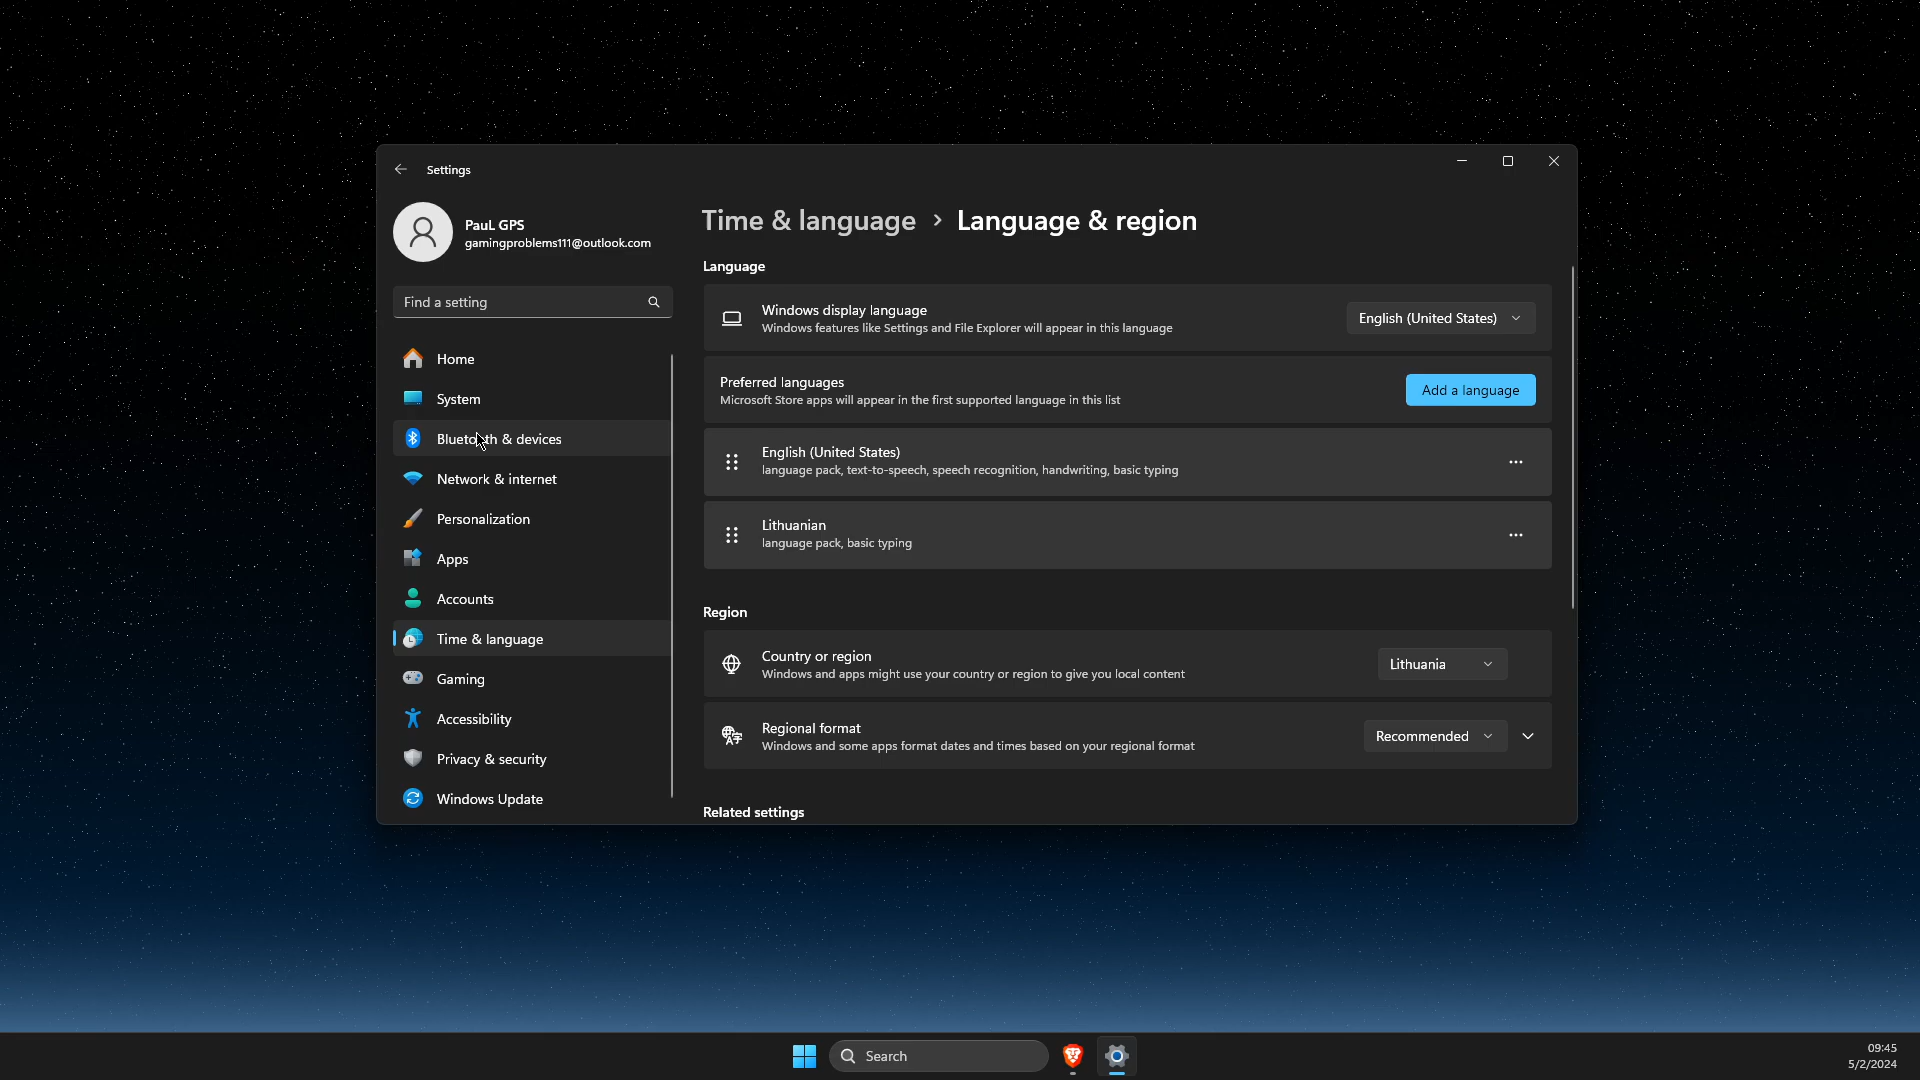 Settings
PauL GPS
gamingproblems111@outlook.com
Find a setting
Home
System
Bluetooth & devices
Network & internet
Personalization
Apps
Accounts
Time & language
Gaming
Accessibility
Privacy & security
Windows Update
Time & language > Language & region
Language
Windows display language
Windows features like Settings and File Explorer will appear in this language
English (United States)
Preferred languages
Microsoft Store apps will appear in the first supported language in this list
Add a language
English (United States)
language pack, text-to-speech, speech recognition, handwriting, basic typing
Lithuanian
language pack, basic typing
Region
Country or region
Windows and apps might use your country or region to give you local content
Lithuania
Regional format
Windows and some apps format dates and times based on your regional format
Recommended
Related settings
Search
09:45
5/2/2024